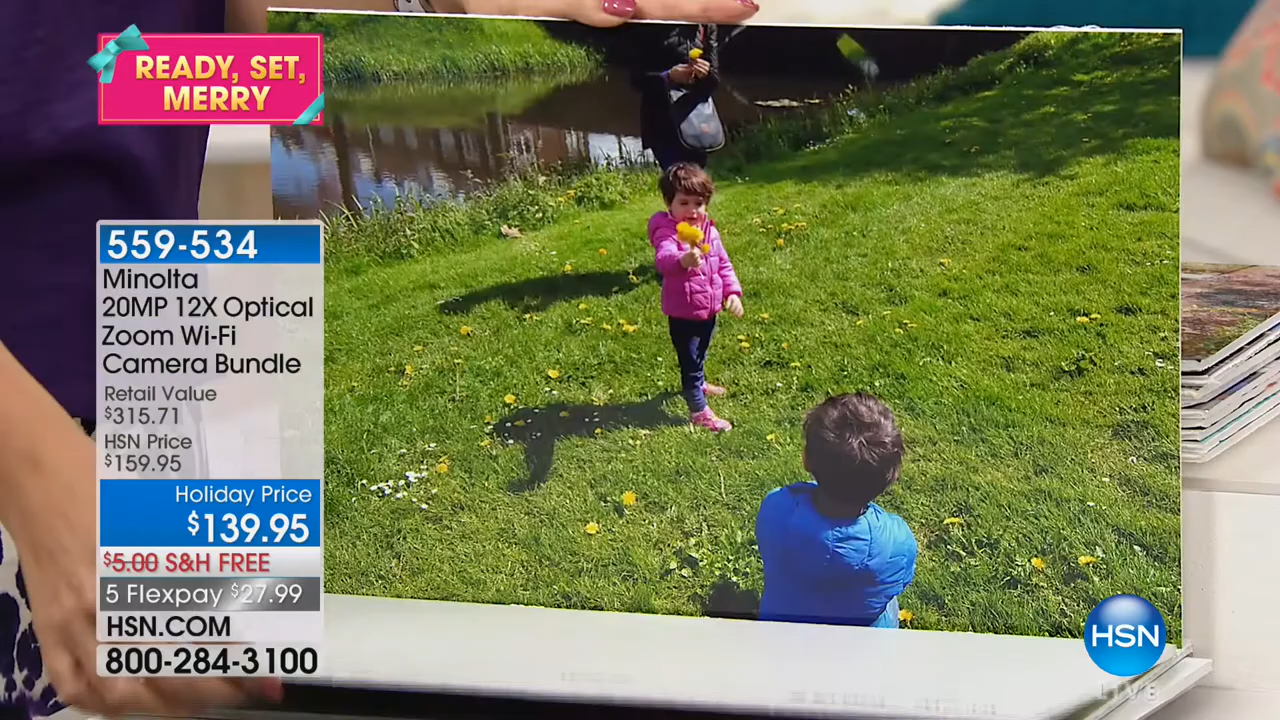 READY, SET,
MERRY
559-534
Minolta
20MP 12X Optical
Zoom Wi-Fi
Camera Bundle
Retail Value
$315.71
HSN Price
$159.95
Holiday Price
$139.95
$5.00 S&H FREE
5 Flexpay $27.99
HSN.COM
800-284-3100
HSN
LIVE